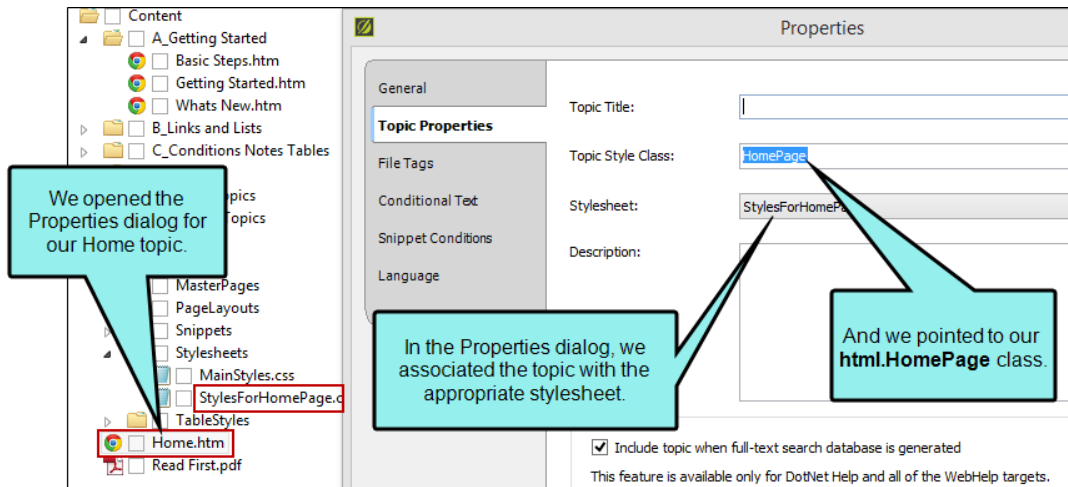 Content
A_Getting Started
Basic Steps.htm
Getting Started.htm
Whats New.htm
B_Links and Lists
C_Conditions Notes Tables
opics
Topics
MasterPages
PageLayouts
Snippets
Stylesheets
MainStyles.css
StylesForHomePage.c
TableStyles
Home.htm
Read First.pdf
We opened the
Properties dialog for
our Home topic.
Properties
General
Topic Properties
File Tags
Conditional Text
Snippet Conditions
Language
Topic Title:
Topic Style Class:
HomePage
Stylesheet:
StylesForHomePa
Description:
In the Properties dialog, we
associated the topic with the
appropriate stylesheet.
And we pointed to our
html.HomePage class.
Include topic when full-text search database is generated
This feature is available only for DotNet Help and all of the WebHelp targets.